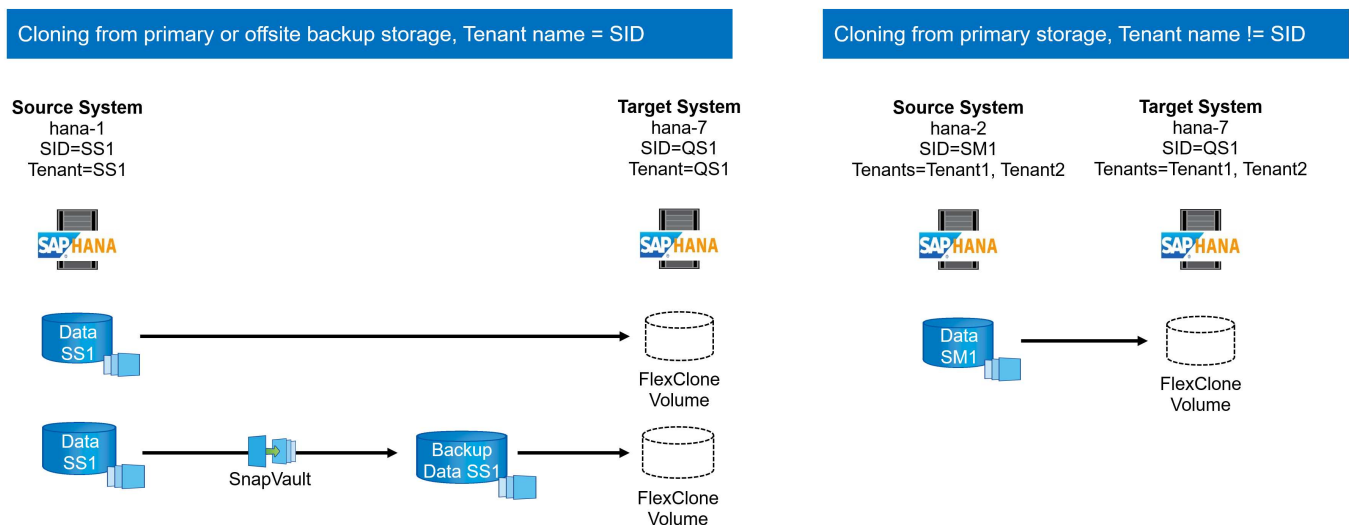 Cloning from primary or offsite backup storage, Tenant name = SID
Source System
hana-1
SID=SS1
Tenant=SS1
Target System
hana-7
SID=QS1
Tenant=QS1
SAP HANA
SAP HANA
Data
SS1
FlexClone
Volume
Data
SS1
SnapVault
Backup
Data SS1
FlexClone
Volume
Cloning from primary storage, Tenant name != SID
Source System
hana-2
SID=SM1
Tenants=Tenant1, Tenant2
Target System
hana-7
SID=QS1
Tenants=Tenant1, Tenant2
SAP HANA
SAP HANA
Data
SM1
FlexClone
Volume